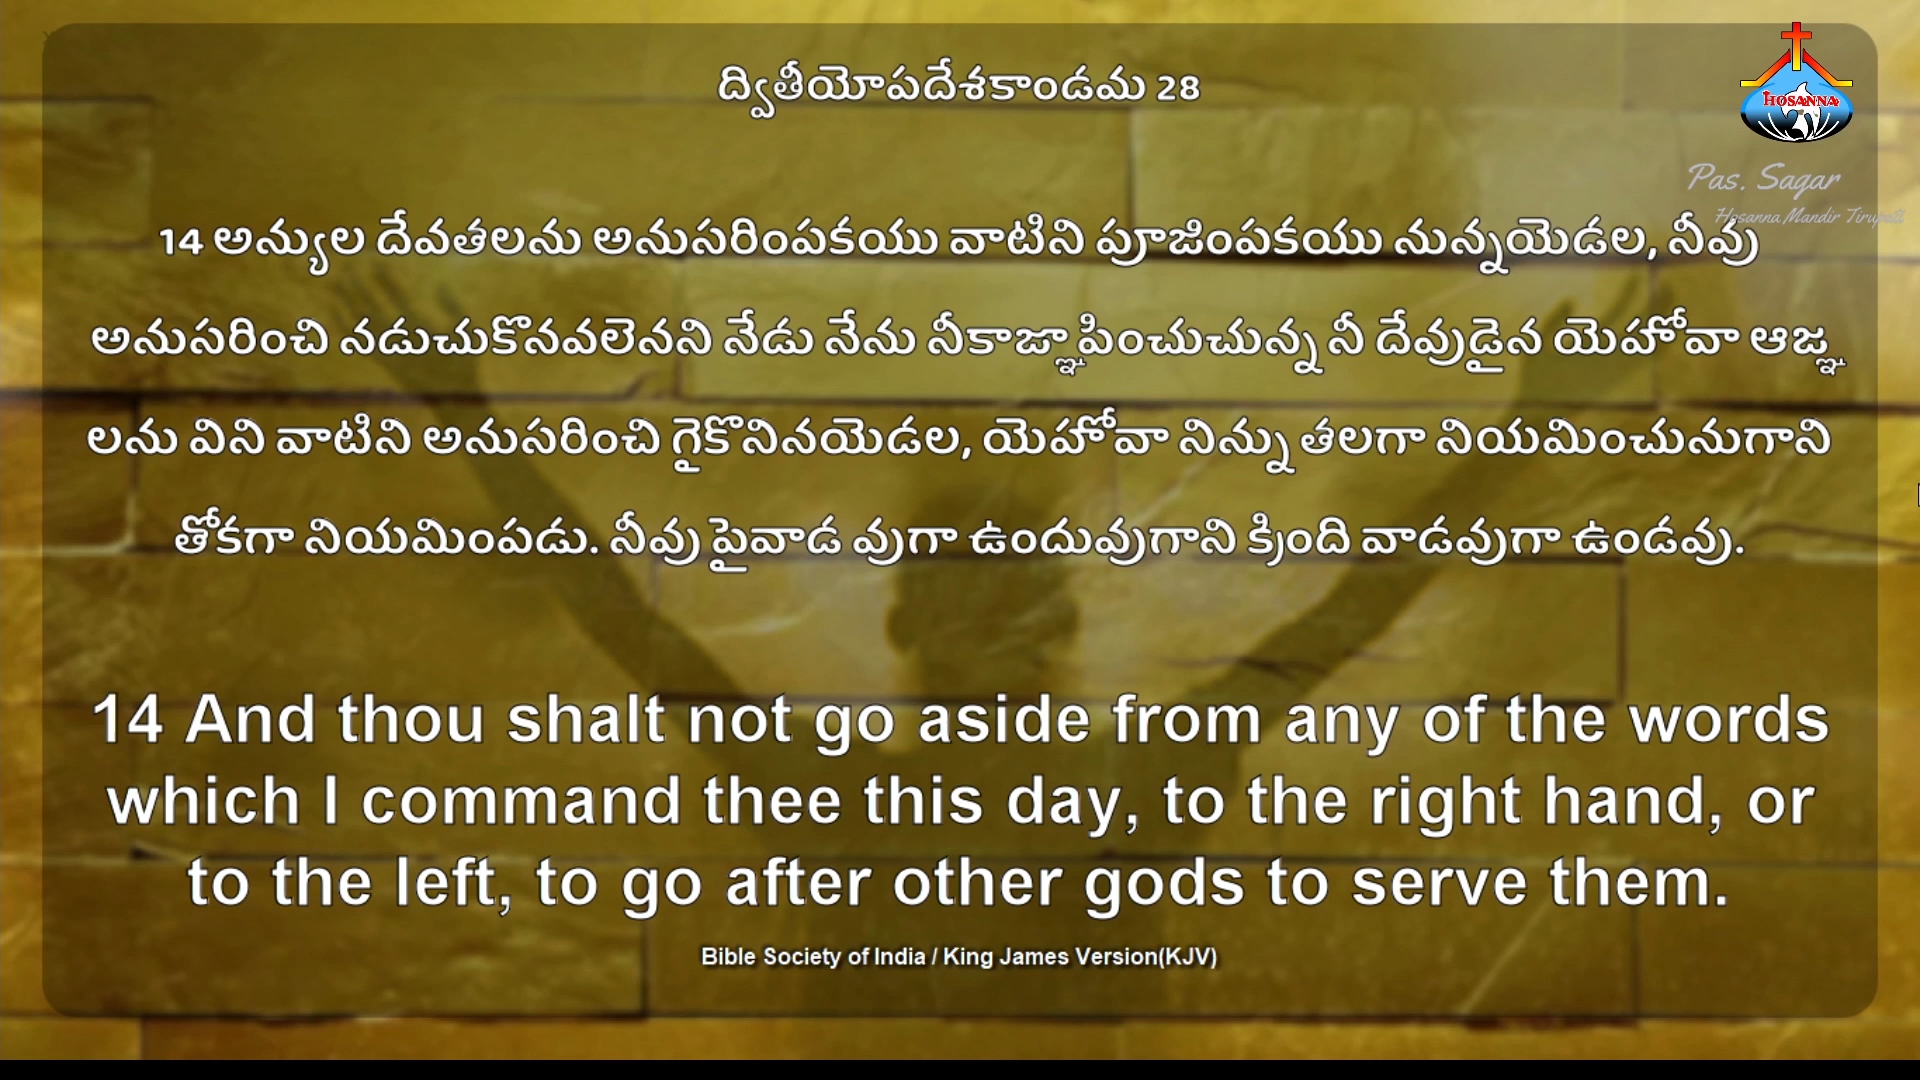 ద్వితీయోపదేశకాండమ 28
HOSANNA
Pas. Sagar
Hosanna Mandir Tirupati
14 అన్యుల దేవతలను అనుసరింపకయు వాటిని పూజింపకయు నున్నయెడల, నీవు
అనుసరించి నడుచుకొనవలెనని నేడు నేను నీకాజ్ఞాపించుచున్న నీ దేవుడైన యెహోవా ఆజ్ఞ
లను విని వాటిని అనుసరించి గైకొనినయెడల, యెహోవా నిన్ను తలగా నియమించునుగాని
తోకగా నియమింపడు. నీవు పైవాడ వుగా ఉందువుగాని క్రింది వాడవుగా ఉండవు.
14 And thou shalt not go aside from any of the words
which I command thee this day, to the right hand, or
to the left, to go after other gods to serve them.
Bible Society of India / King James Version(KJV)